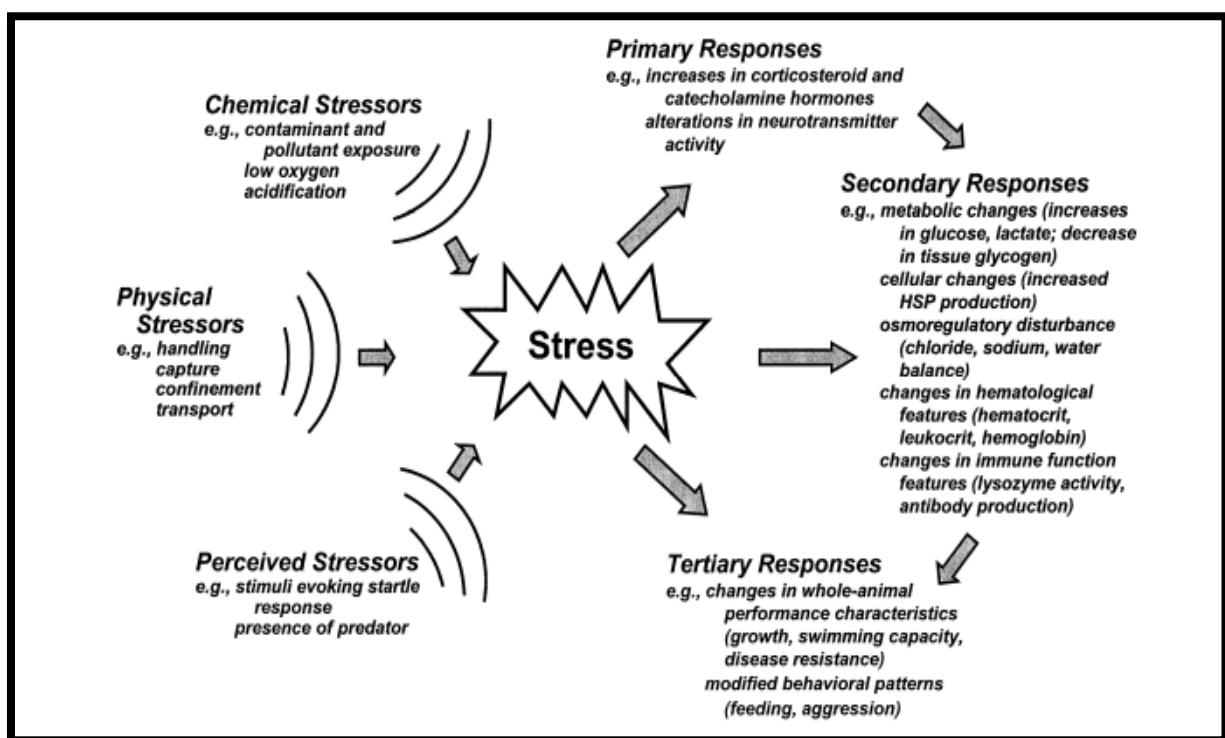 Chemical Stressors
e.g., contaminant and
pollutant exposure
low oxygen
acidification
Physical
Stressors
e.g., handling
capture
confinement
transport
Perceived Stressors
e.g., stimuli evoking startle
response
presence of predator
Stress
Primary Responses
e.g., increases in corticosteroid and
catecholamine hormones
alterations in neurotransmitter
activity
Secondary Responses
e.g., metabolic changes (increases
in glucose, lactate; decrease
in tissue glycogen)
cellular changes (increased
HSP production)
osmoregulatory disturbance
(chloride, sodium, water
balance)
changes in hematological
features (hematocrit,
leukocrit, hemoglobin)
changes in immune function
features (lysozyme activity,
antibody production)
Tertiary Responses
e.g., changes in whole-animal
performance characteristics
(growth, swimming capacity,
disease resistance)
modified behavioral patterns
(feeding, aggression)